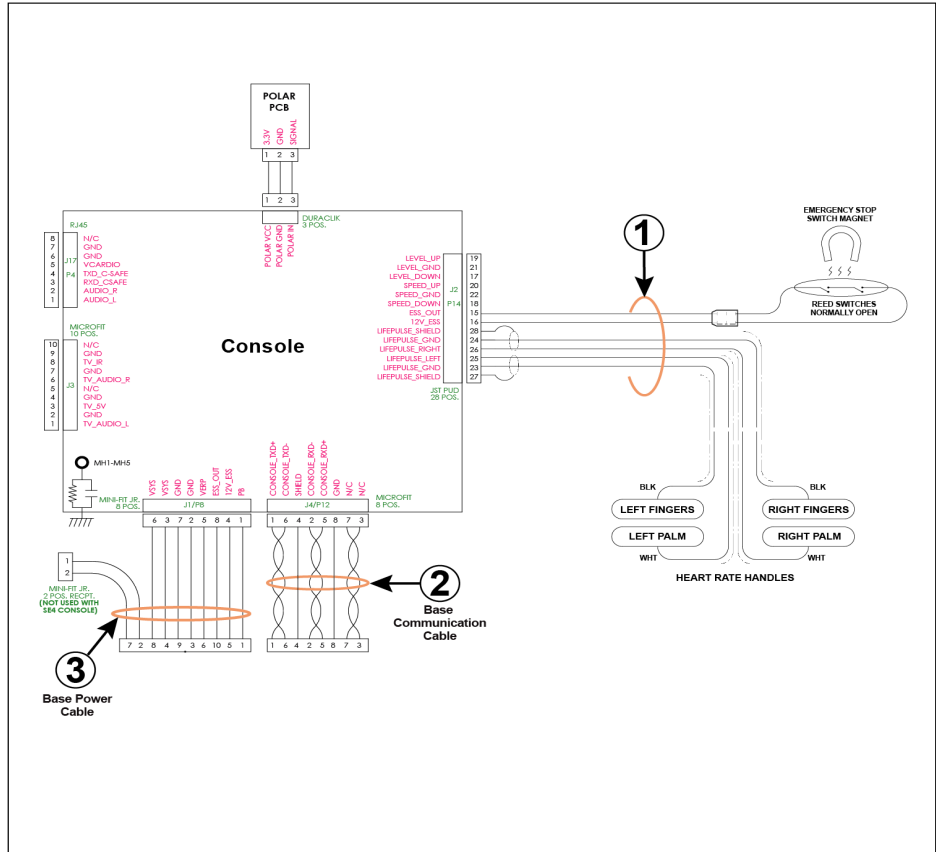 POLAR
PCB
3.3V
GND
SIGNAL
1 2 3
1 2 3
DURACLIK
3 POS.
POLAR VCC
POLAR GND
POLAR IN
RJ45
8 N/C
7 GND
6 GND
5 VCARDIO
4 TXD_C-SAFE
3 RXD_CSAFE
2 AUDIO_R
1 AUDIO_L
J17
P4
MICROFIT
10 POS.
10 N/C
9 GND
8 TV_IR
7 GND
6 TV_AUDIO_R
5 N/C
4 GND
3 TV_5V
2 GND
1 TV_AUDIO_L
J3
Console
LEVEL_UP 19
LEVEL_GND 21
LEVEL_DOWN 17
SPEED_UP 20
SPEED_GND 22
SPEED_DOWN 18
ESS_OUT 15
12V_ESS 16
LIFEPULSE_SHIELD 28
LIFEPULSE_GND 24
LIFEPULSE_RIGHT 26
LIFEPULSE_LEFT 25
LIFEPULSE_GND 23
LIFEPULSE_SHIELD 27
J2
P14
JST PUD
28 POS.
1
EMERGENCY STOP
SWITCH MAGNET
REED SWITCHES
NORMALLY OPEN
BLK
LEFT FINGERS
LEFT PALM
WHT
BLK
RIGHT FINGERS
RIGHT PALM
WHT
HEART RATE HANDLES
MH1-MH5
MINI-FIT JR.
8 POS.
VSYS
VSYS
GND
GND
VERP
ESS_OUT
12V_ESS
PB
J1/P8
6 3 7 2 5 8 4 1
CONSOLE_TXD+
CONSOLE_TXD-
SHIELD
CONSOLE_RXD-
CONSOLE_RXD+
GND
N/C
N/C
J4/P12
MICROFIT
8 POS.
1 6 4 2 5 8 7 3
1
2
MINI-FIT JR.
2 POS. RECPT.
(NOT USED WITH
SE4 CONSOLE)
7 2 8 4 9 3 6 10 5 1
1 6 4 2 5 8 7 3
2
Base
Communication
Cable
3
Base Power
Cable